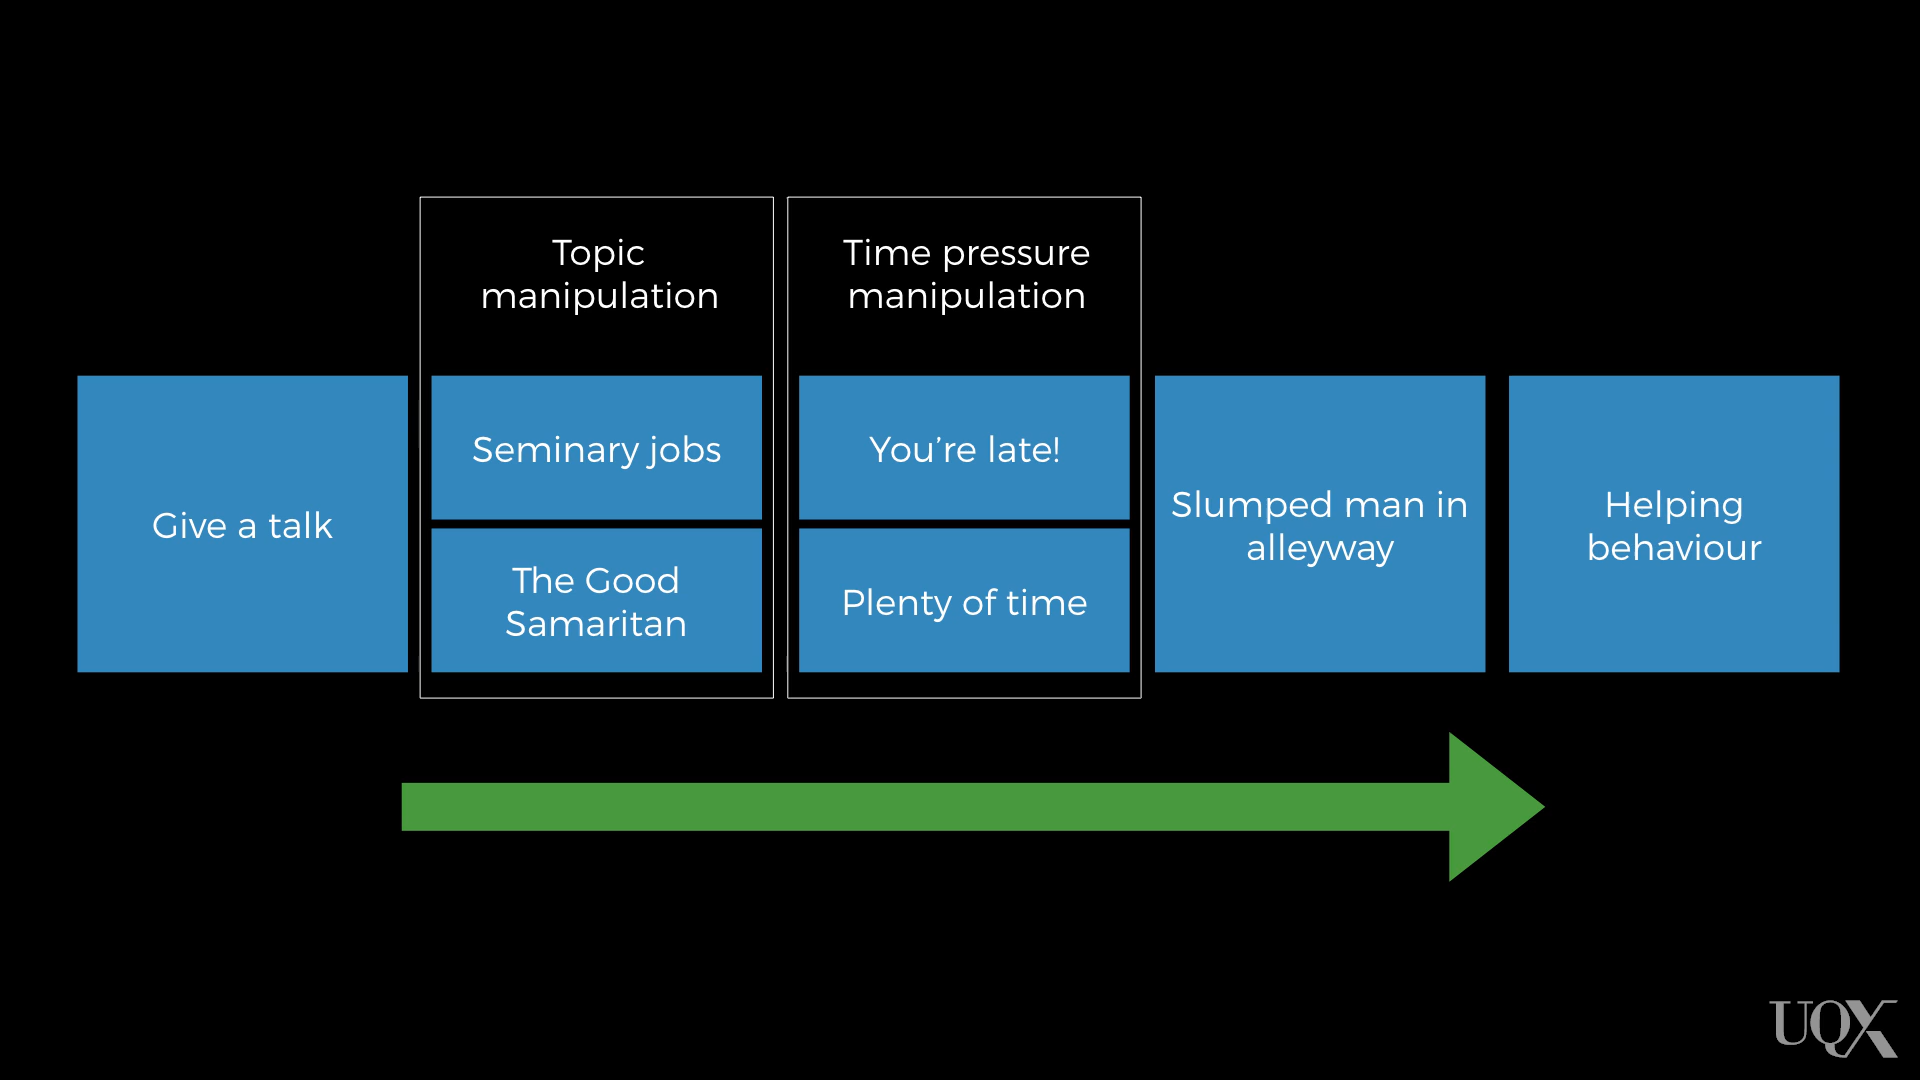 Topic
manipulation
Time pressure
manipulation
Give a talk
Seminary jobs
The Good
Samaritan
You’re late!
Plenty of time
Slumped man in
alleyway
Helping
behaviour
UQX